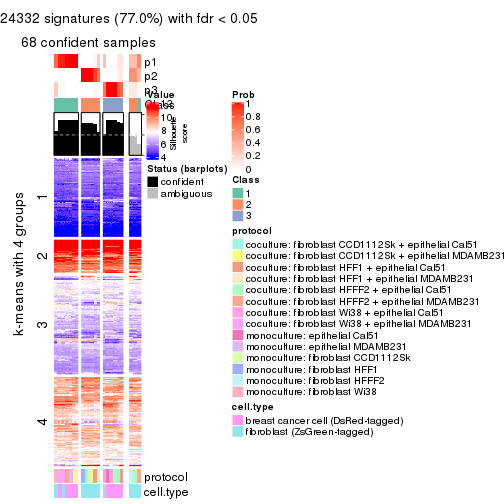 24332 signatures (77.0%) with fdr < 0.05
68 confident samples
p1
p2
p3
Class
Value
10
8
6
4
Silhouette
score
Status (barplots)
confident
ambiguous
Prob
1
0.8
0.6
0.4
0.2
0
Class
1
2
3
protocol
coculture: fibroblast CCD1112Sk + epithelial Cal51
coculture: fibroblast CCD1112Sk + epithelial MDAMB231
coculture: fibroblast HFF1 + epithelial Cal51
coculture: fibroblast HFF1 + epithelial MDAMB231
coculture: fibroblast HFFF2 + epithelial Cal51
coculture: fibroblast HFFF2 + epithelial MDAMB231
coculture: fibroblast Wi38 + epithelial Cal51
coculture: fibroblast Wi38 + epithelial MDAMB231
monoculture: epithelial Cal51
monoculture: epithelial MDAMB231
monoculture: fibroblast CCD1112Sk
monoculture: fibroblast HFF1
monoculture: fibroblast HFFF2
monoculture: fibroblast Wi38
cell.type
breast cancer cell (DsRed-tagged)
fibroblast (ZsGreen-tagged)
k-means with 4 groups
1
2
3
4
protocol
cell.type